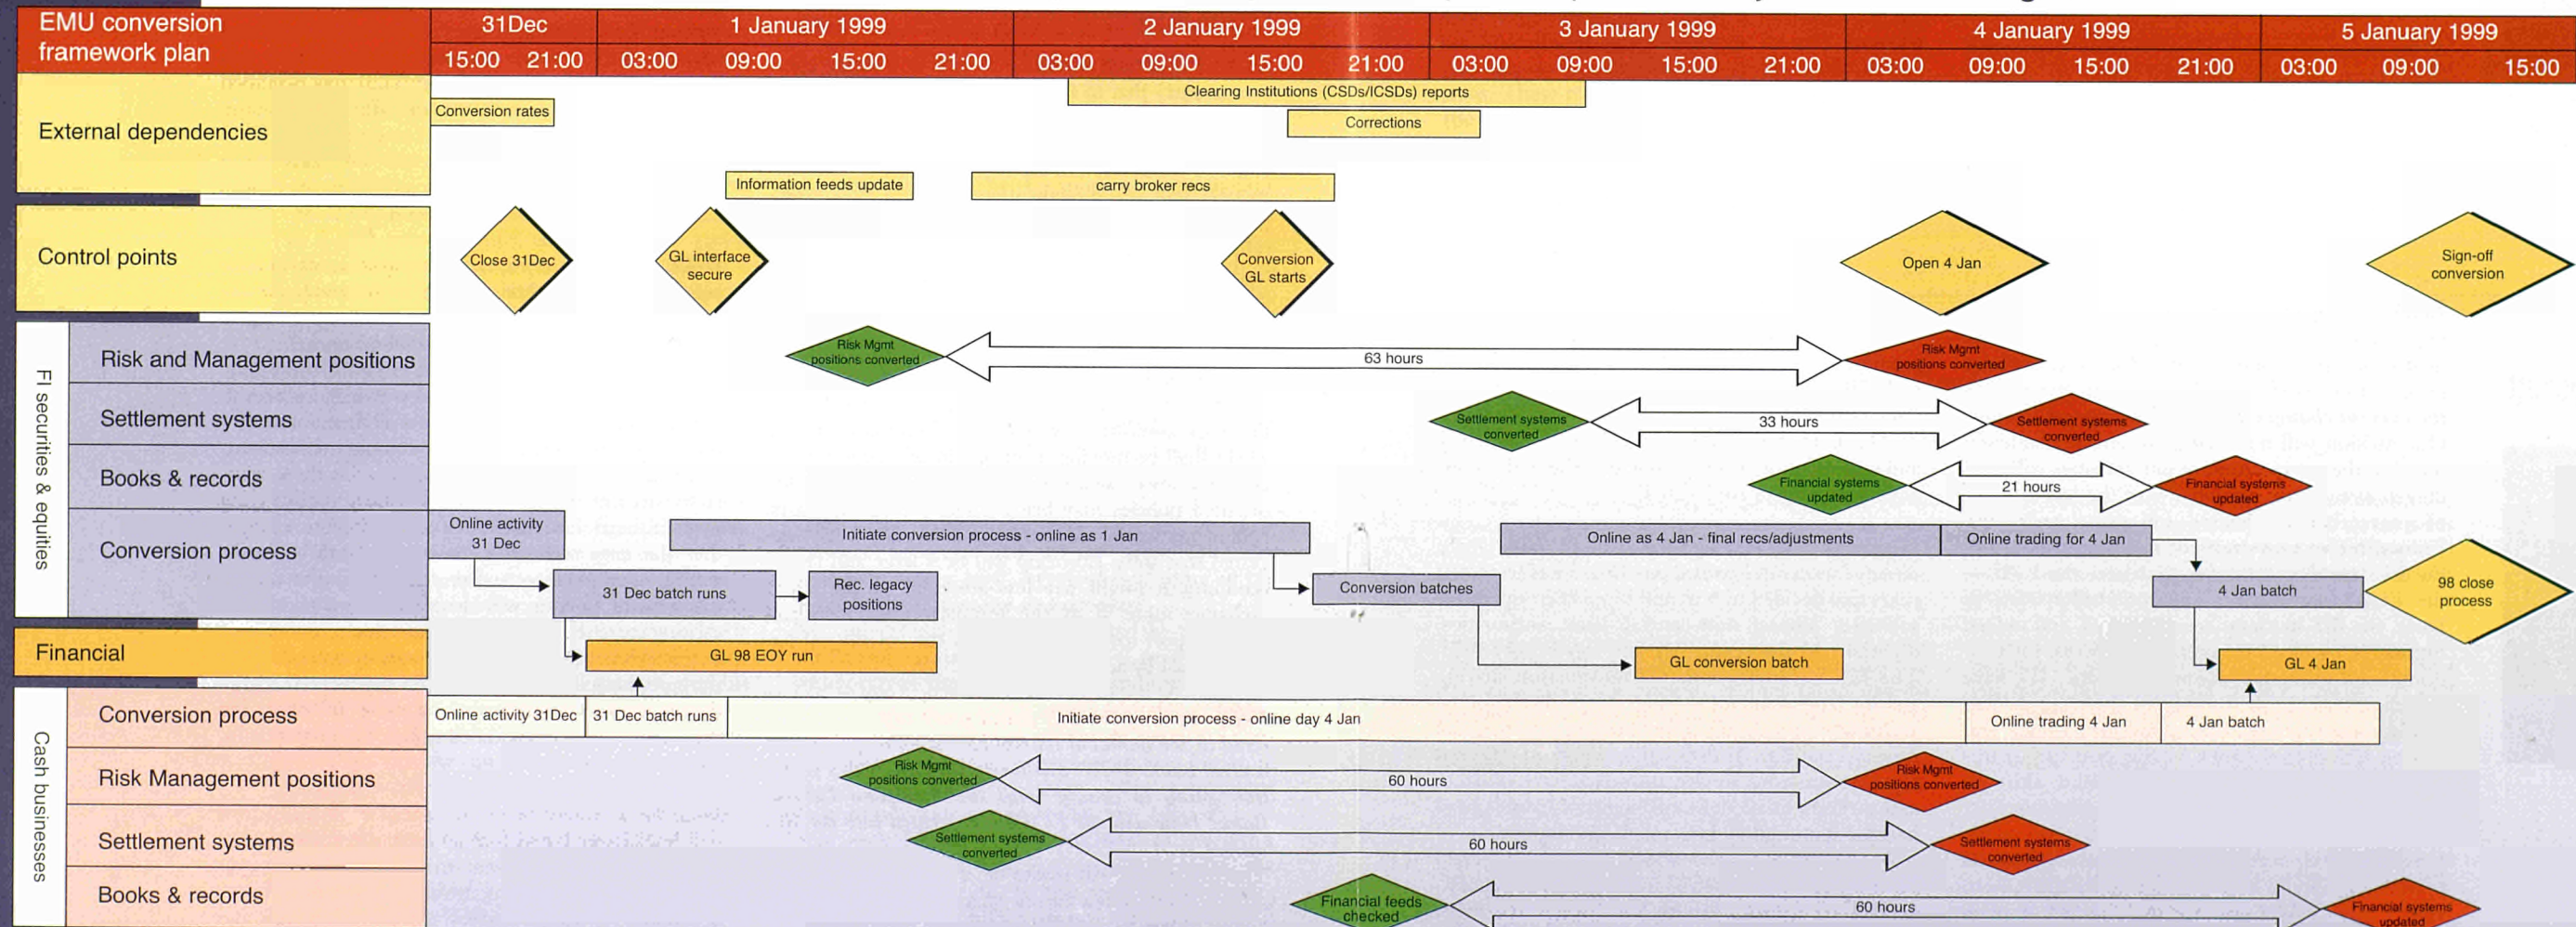 EMU conversion
framework plan
31Dec
1 January 1999
2 January 1999
3 January 1999
4 January 1999
5 January 1999
15:00 21:00 03:00 09:00 15:00 21:00 03:00 09:00 15:00 21:00 03:00 09:00 15:00 21:00 03:00 09:00 15:00 21:00 03:00 09:00 15:00
External dependencies
Clearing Institutions (CSDs/ICSDs) reports
Conversion rates
Corrections
Information feeds update
carry broker recs
Control points
Close 31Dec
GL interface
secure
Conversion
GL starts
Open 4 Jan
Sign-off
conversion
FI securities & equities
Risk and Management positions
Risk Mgmt
positions converted
63 hours
Risk Mgmt
positions converted
Settlement systems
Settlement systems
converted
33 hours
Settlement systems
converted
Books & records
Financial systems
updated
21 hours
Financial systems
updated
Conversion process
Online activity
31 Dec
Initiate conversion process - online as 1 Jan
Online as 4 Jan - final recs/adjustments
Online trading for 4 Jan
31 Dec batch runs
Rec. legacy
positions
Conversion batches
4 Jan batch
98 close
process
Financial
GL 98 EOY run
GL conversion batch
GL 4 Jan
Cash businesses
Conversion process
Online activity 31Dec
31 Dec batch runs
Initiate conversion process - online day 4 Jan
Online trading 4 Jan
4 Jan batch
Risk Management positions
Risk Mgmt
positions converted
60 hours
Risk Mgmt
positions converted
Settlement systems
Settlement systems
converted
60 hours
Settlement systems
converted
Books & records
Financial feeds
checked
60 hours
Financial systems
updated